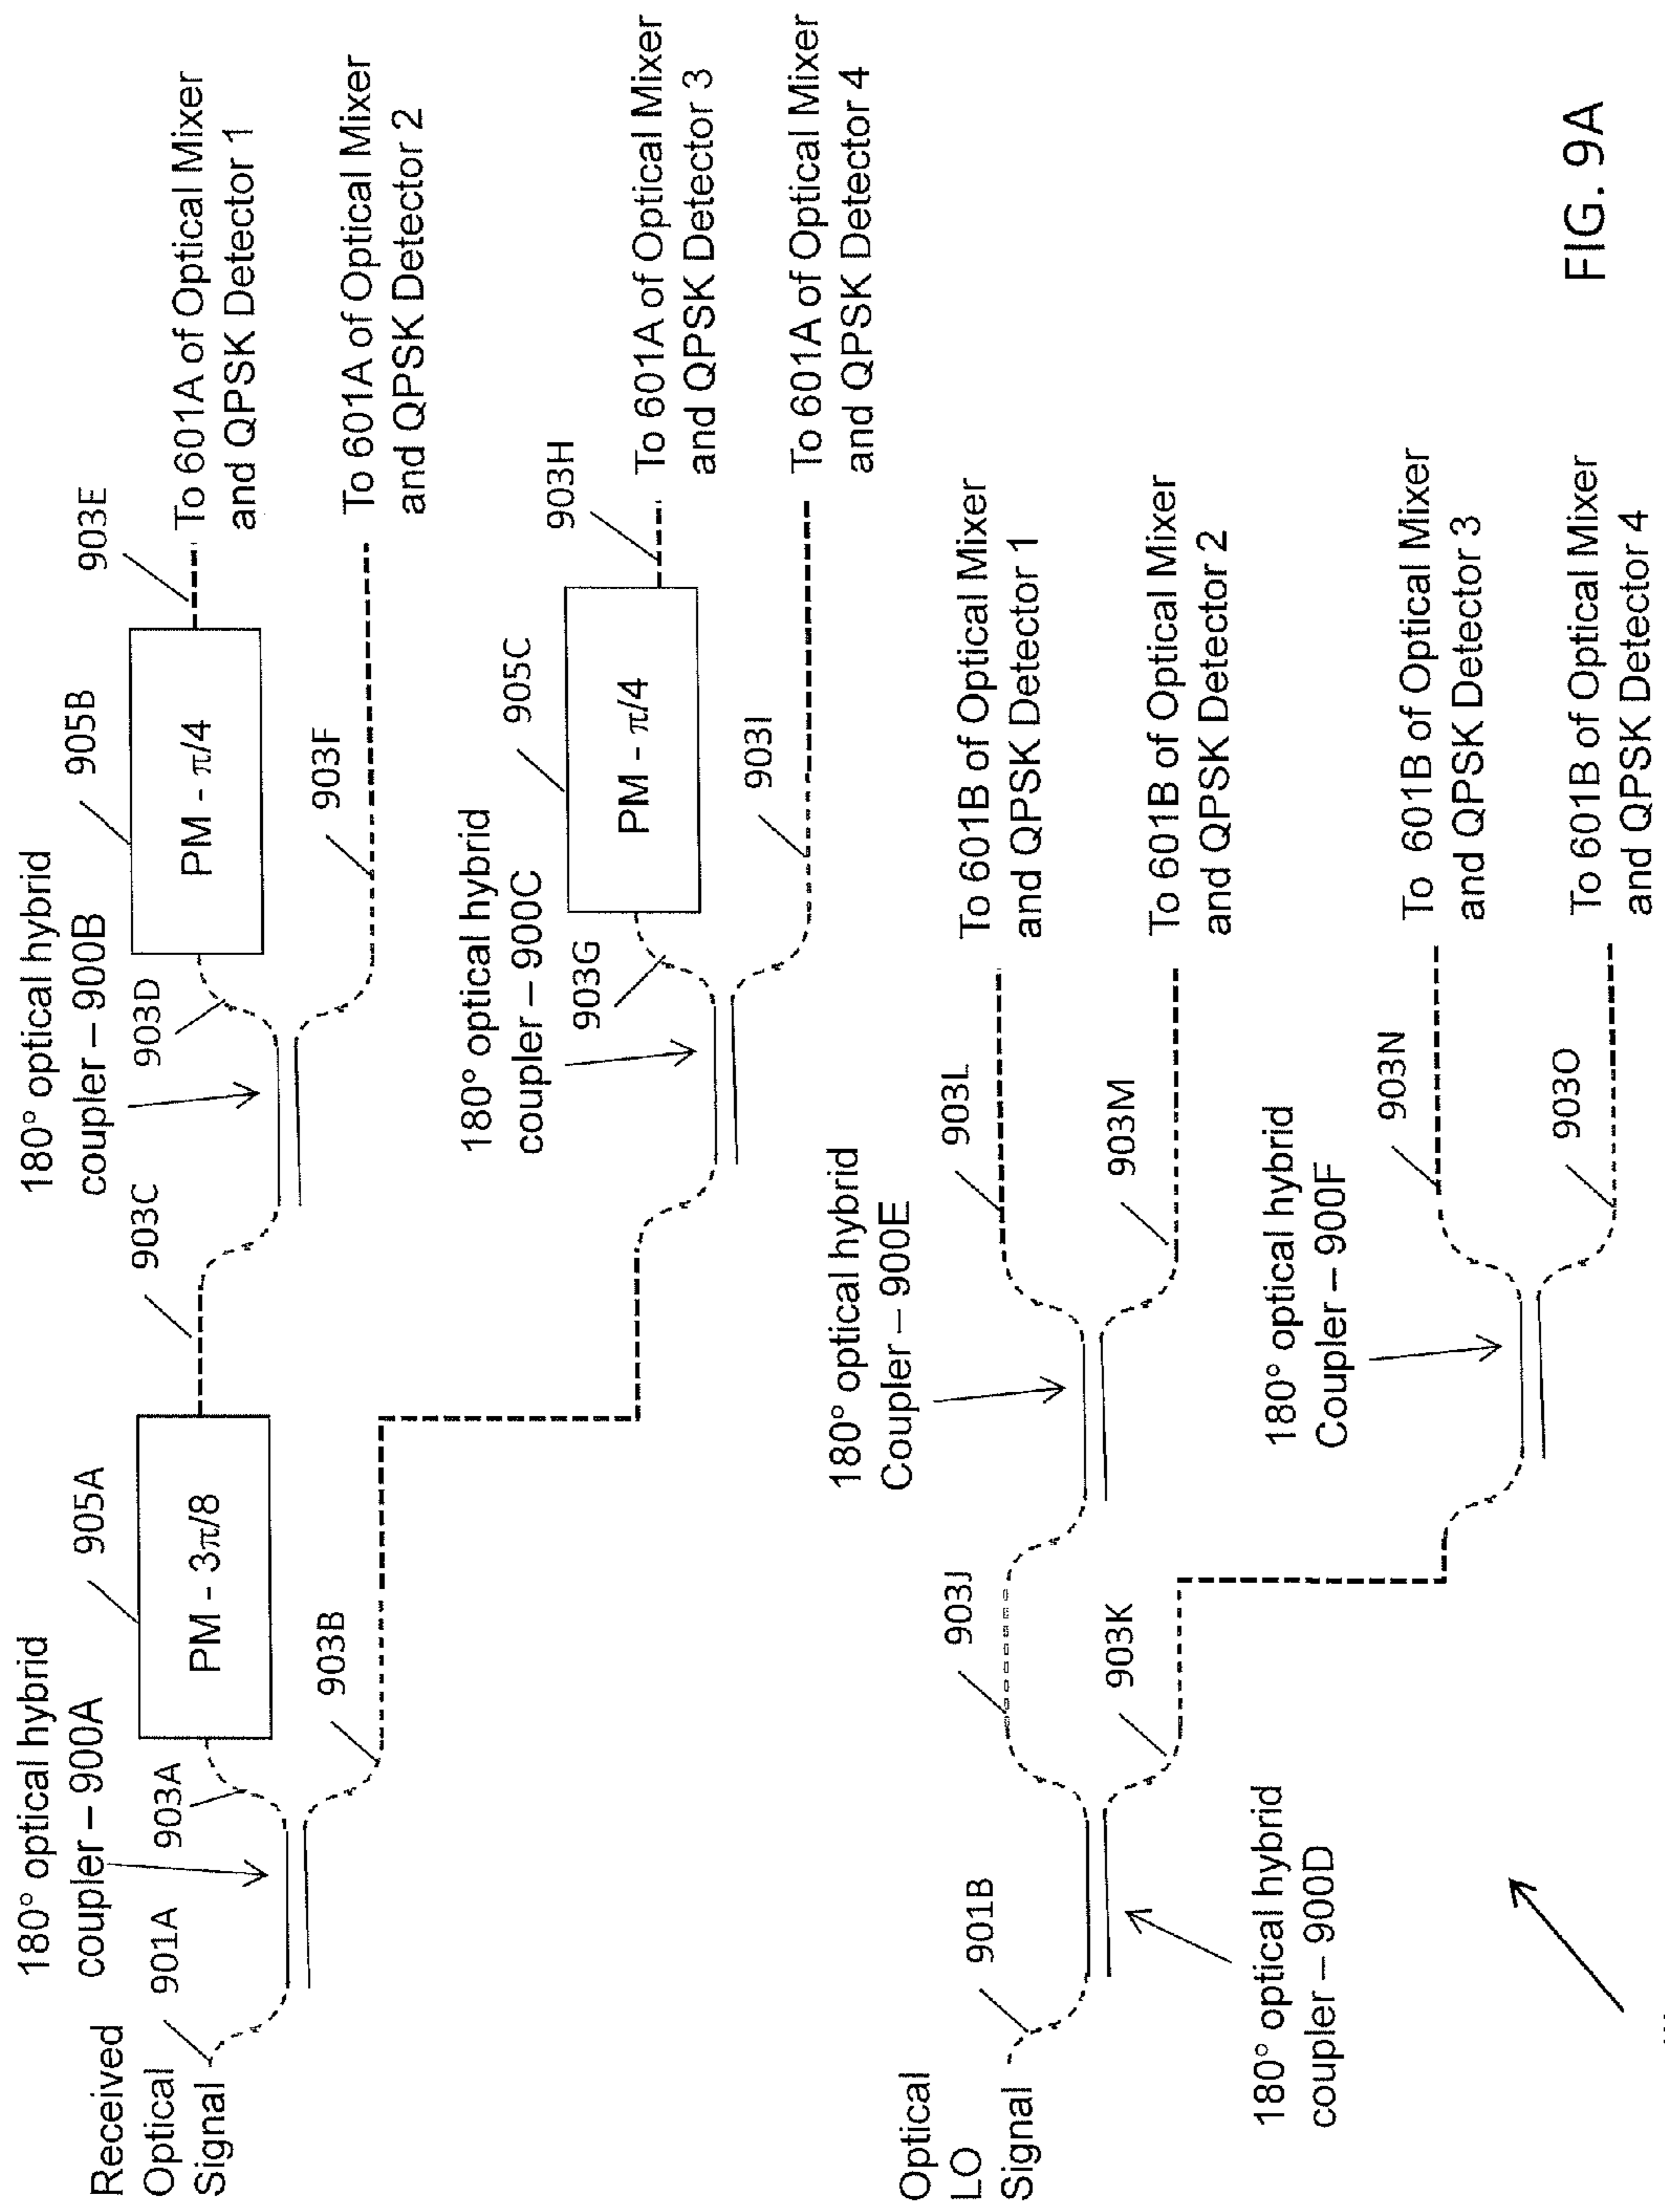 Received
Optical
Signal
901A
180° optical hybrid
coupler – 900A
903A
905A
PM - 3π/8
903B
903C
180° optical hybrid
coupler – 900B
903D
905B
PM - π/4
903E
903F
To 601A of Optical Mixer
and QPSK Detector 1
To 601A of Optical Mixer
and QPSK Detector 2
180° optical hybrid
coupler – 900C
903G
905C
PM - π/4
903H
903I
To 601A of Optical Mixer
and QPSK Detector 3
To 601A of Optical Mixer
and QPSK Detector 4
Optical
LO
Signal
901B
180° optical hybrid
coupler – 900D
903J
903K
180° optical hybrid
Coupler – 900E
903L
903M
To 601B of Optical Mixer
and QPSK Detector 1
To 601B of Optical Mixer
and QPSK Detector 2
180° optical hybrid
Coupler – 900F
903N
903O
To 601B of Optical Mixer
and QPSK Detector 3
To 601B of Optical Mixer
and QPSK Detector 4
FIG. 9A